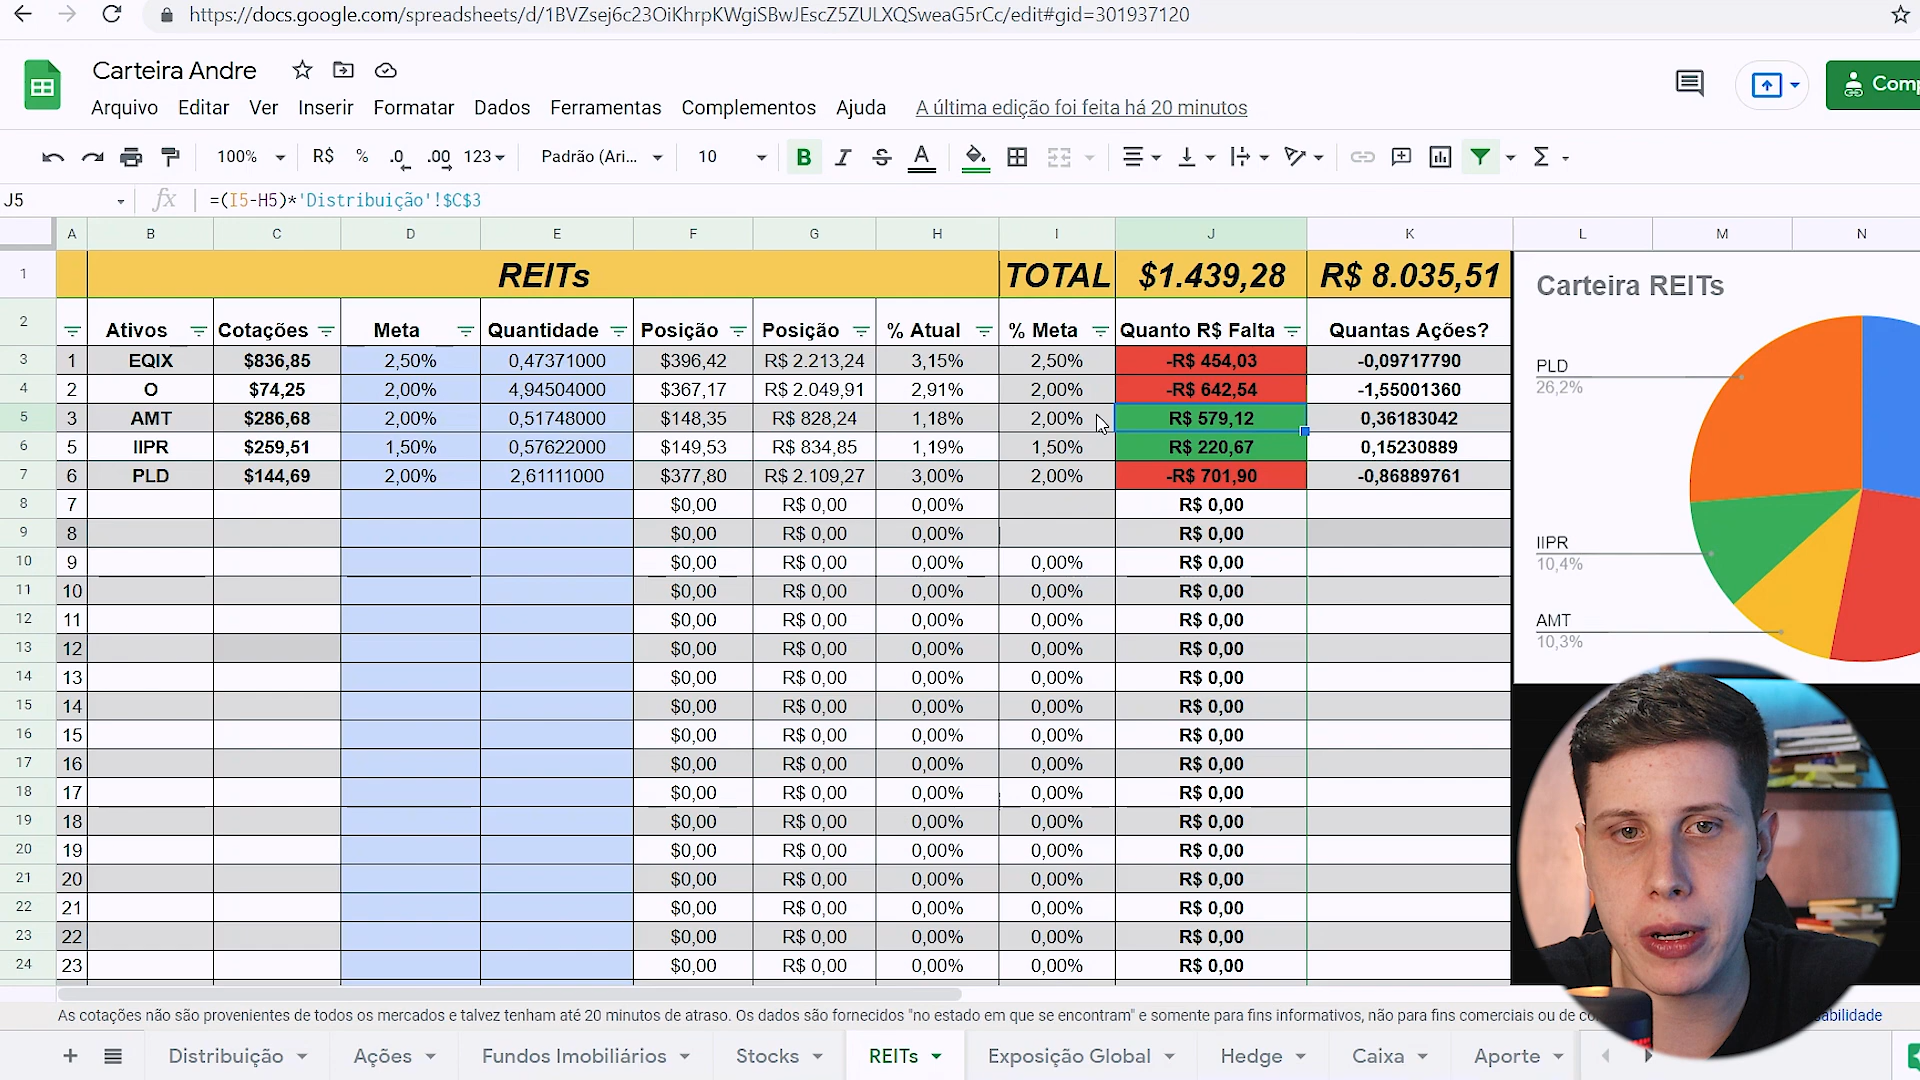 https://docs.google.com/spreadsheets/d/1BVZsej6c23OiKhrpKWgiSBwJEscZ5ZULXQSweaG5rCc/edit#gid=301937120
Carteira Andre
Arquivo Editar Ver Inserir Formatar Dados Ferramentas Complementos Ajuda A última edição foi feita há 20 minutos
Comp
100% R$ % .0 .00 123 Padrão (Ari... 10 B I S A Σ
J5 fx =(I5-H5)*'Distribuição'!$C$3
A B C D E F G H I J K L M N
1 REITs TOTAL $1.439,28 R$ 8.035,51
2 Ativos Cotações Meta Quantidade Posição Posição % Atual % Meta Quanto R$ Falta Quantas Ações?
3 1 EQIX $836,85 2,50% 0,47371000 $396,42 R$ 2.213,24 3,15% 2,50% -R$ 454,03 -0,09717790
4 2 O $74,25 2,00% 4,94504000 $367,17 R$ 2.049,91 2,91% 2,00% -R$ 642,54 -1,55001360
5 3 AMT $286,68 2,00% 0,51748000 $148,35 R$ 828,24 1,18% 2,00% R$ 579,12 0,36183042
6 5 IIPR $259,51 1,50% 0,57622000 $149,53 R$ 834,85 1,19% 1,50% R$ 220,67 0,15230889
7 6 PLD $144,69 2,00% 2,61111000 $377,80 R$ 2.109,27 3,00% 2,00% -R$ 701,90 -0,86889761
8 7 $0,00 R$ 0,00 0,00% R$ 0,00
9 8 $0,00 R$ 0,00 0,00% R$ 0,00
10 9 $0,00 R$ 0,00 0,00% 0,00% R$ 0,00
11 10 $0,00 R$ 0,00 0,00% 0,00% R$ 0,00
12 11 $0,00 R$ 0,00 0,00% 0,00% R$ 0,00
13 12 $0,00 R$ 0,00 0,00% 0,00% R$ 0,00
14 13 $0,00 R$ 0,00 0,00% 0,00% R$ 0,00
15 14 $0,00 R$ 0,00 0,00% 0,00% R$ 0,00
16 15 $0,00 R$ 0,00 0,00% 0,00% R$ 0,00
17 16 $0,00 R$ 0,00 0,00% 0,00% R$ 0,00
18 17 $0,00 R$ 0,00 0,00% 0,00% R$ 0,00
19 18 $0,00 R$ 0,00 0,00% 0,00% R$ 0,00
20 19 $0,00 R$ 0,00 0,00% 0,00% R$ 0,00
21 20 $0,00 R$ 0,00 0,00% 0,00% R$ 0,00
22 21 $0,00 R$ 0,00 0,00% 0,00% R$ 0,00
23 22 $0,00 R$ 0,00 0,00% 0,00% R$ 0,00
24 23 $0,00 R$ 0,00 0,00% 0,00% R$ 0,00
Carteira REITs
PLD
26,2%
IIPR
10,4%
AMT
10,3%
As cotações não são provenientes de todos os mercados e talvez tenham até 20 minutos de atraso. Os dados são fornecidos "no estado em que se encontram" e somente para fins informativos, não para fins comerciais ou de co abilidade
Distribuição Ações Fundos Imobiliários Stocks REITs Exposição Global Hedge Caixa Aporte